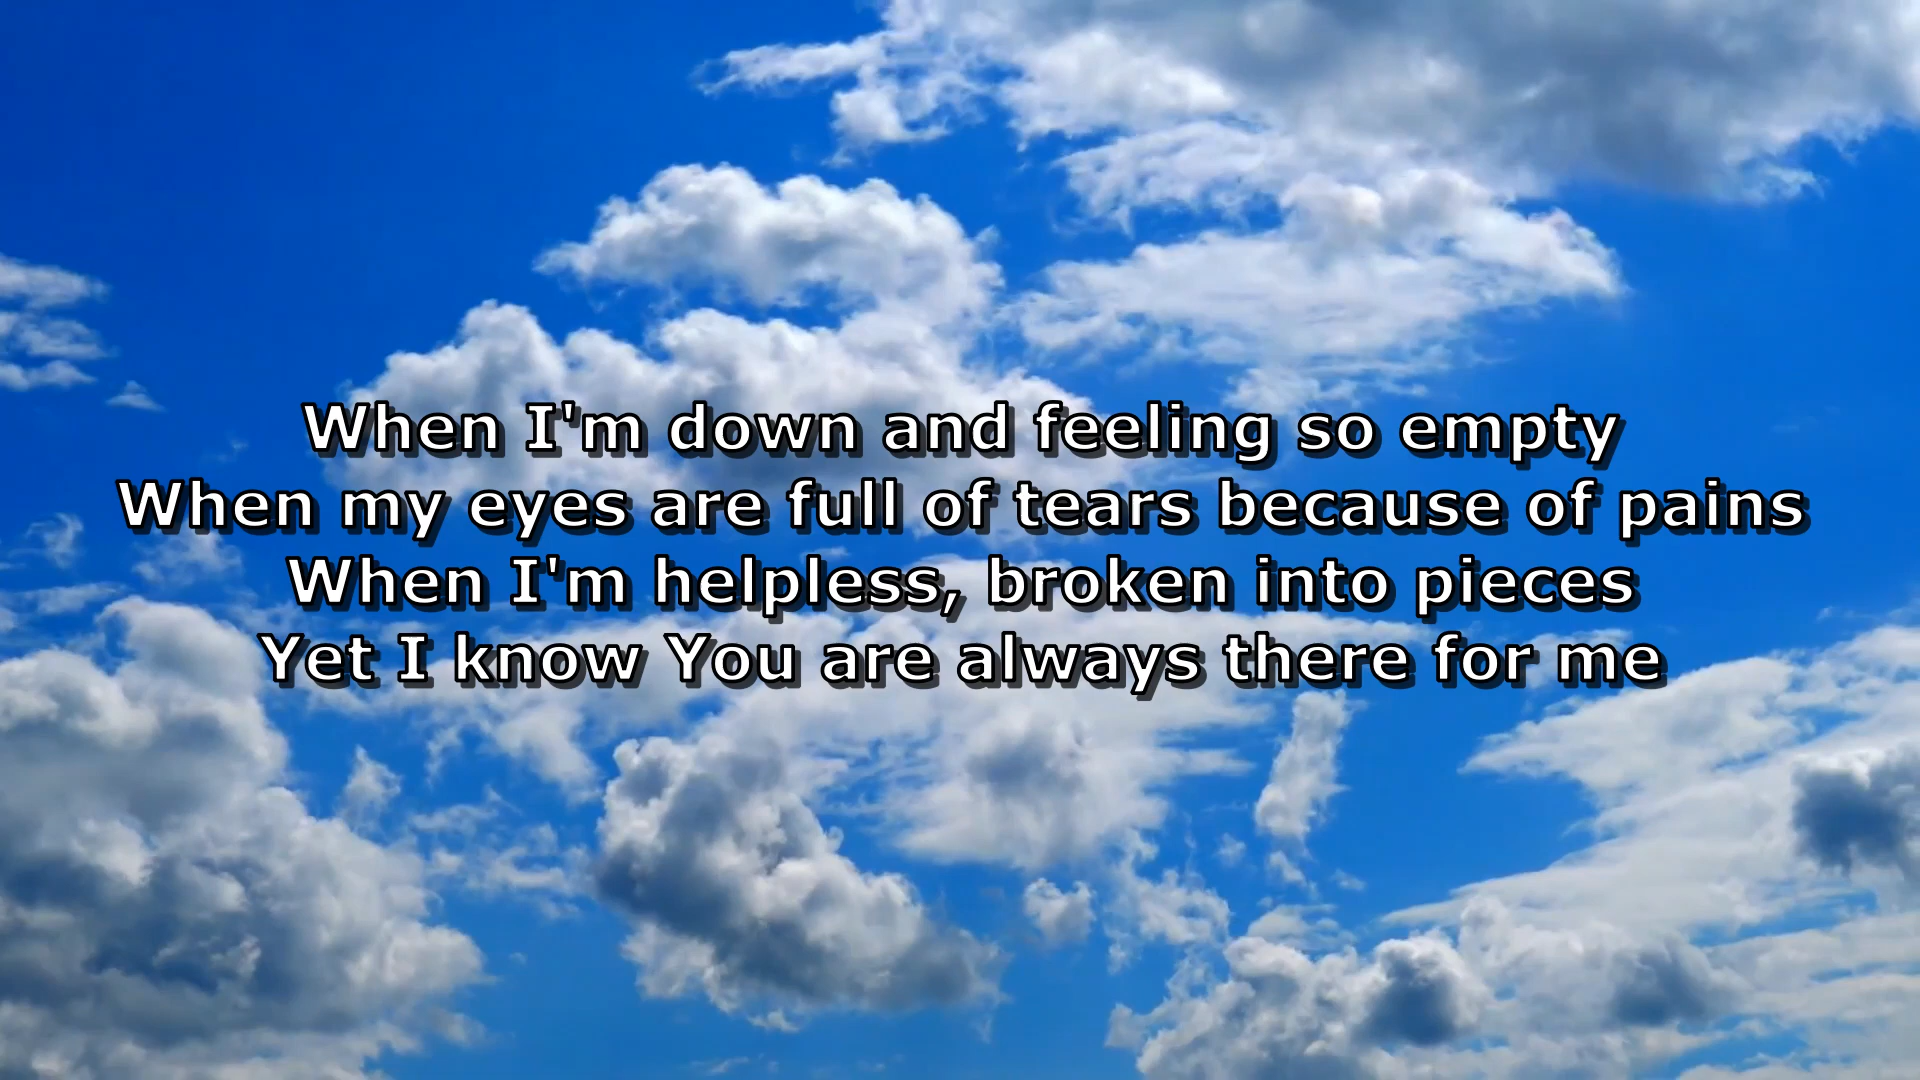 When I'm down and feeling so empty
When my eyes are full of tears because of pains
When I'm helpless, broken into pieces
Yet I know You are always there for me